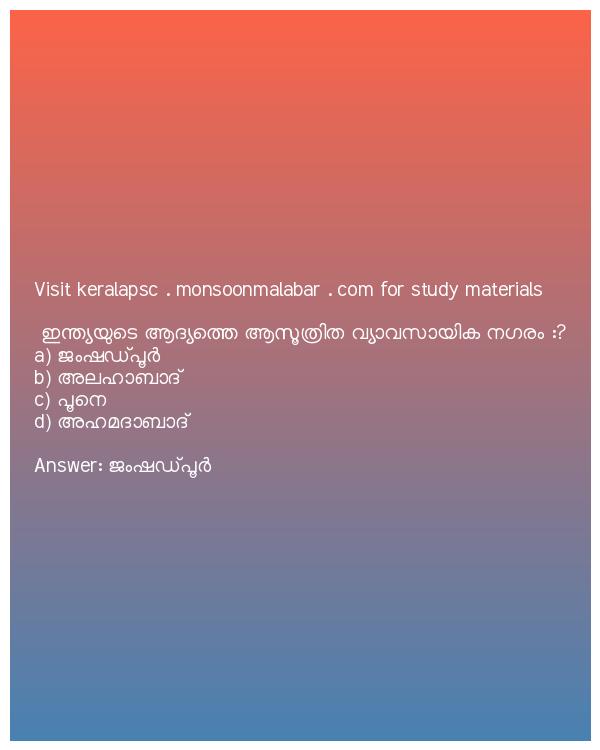 Visit keralapsc . monsoonmalabar . com for study materials
ഇന്ത്യയുടെ ആദ്യത്തെ ആസൂത്രിത വ്യാവസായിക നഗരം :?
a) ജംഷഡ്പൂർ
b) അലഹാബാദ്
c) പൂനെ
d) അഹമദാബാദ്
Answer: ജംഷഡ്പൂർ